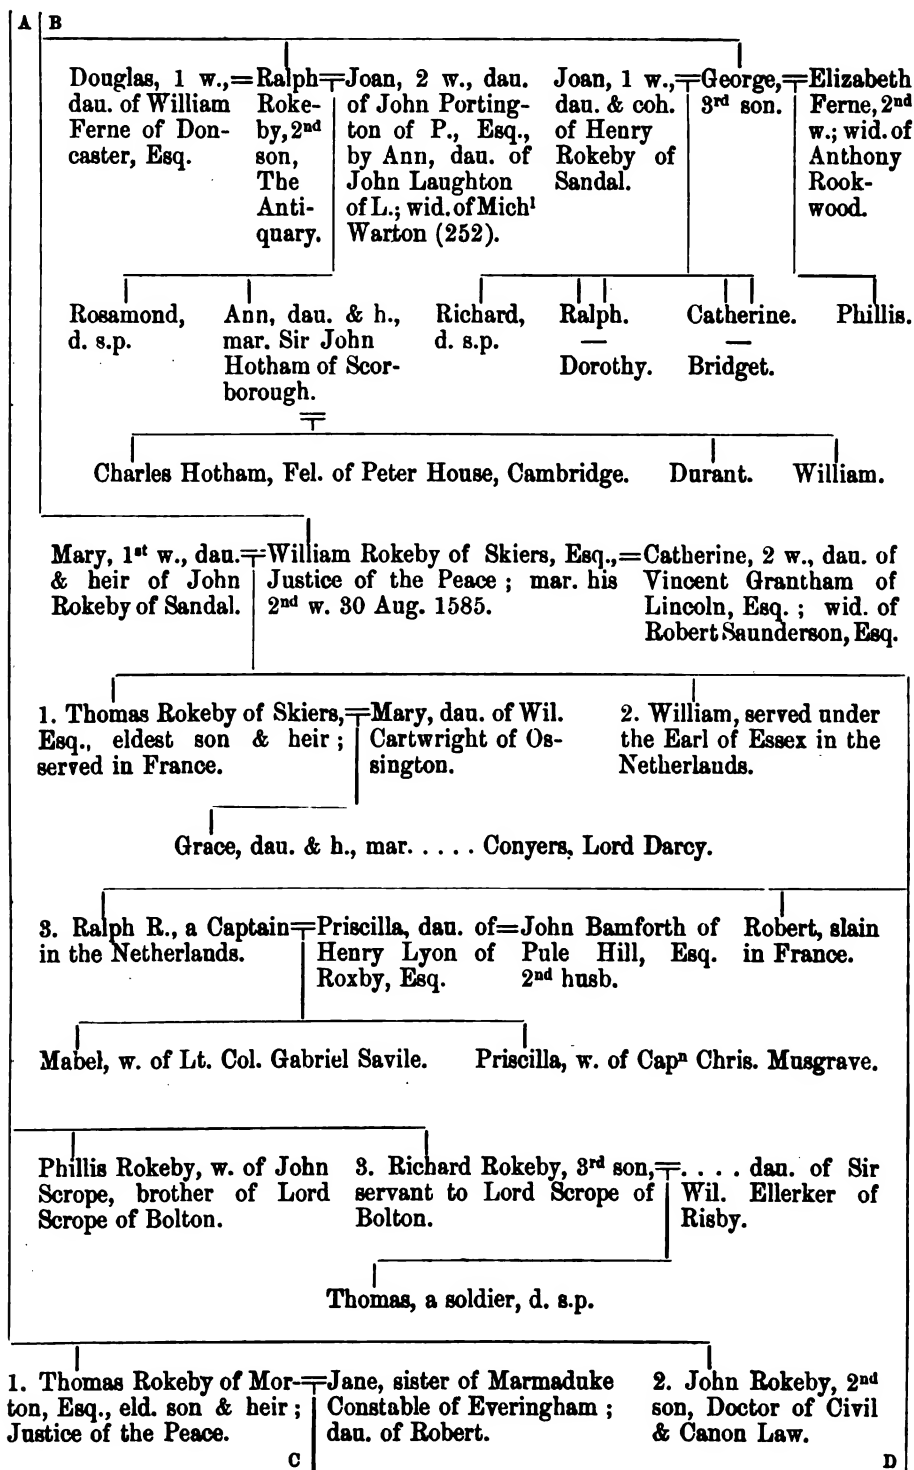 A B
Douglas, 1 w.,=Ralph=Joan, 2 w., dau. Joan, 1 w.,=George,=Elizabeth
dau. of William Roke- of John Porting- dau. & coh. 3rd son. Ferne, 2nd
Ferne of Don- by, 2nd ton of P., Esq., of Henry w.; wid. of
caster, Esq. son, by Ann, dau. of Rokeby of Anthony
The John Laughton Sandal. Rook-
Anti- of L.; wid. of Michl wood.
quary. Warton (252).
Rosamond, Ann, dau. & h., Richard, Ralph. Catherine. Phillis.
d. s.p. mar. Sir John d. s.p. — —
Hotham of Scor- Dorothy. Bridget.
borough.
Charles Hotham, Fel. of Peter House, Cambridge. Durant. William.
Mary, 1st w., dau.=William Rokeby of Skiers, Esq.,=Catherine, 2 w., dau. of
& heir of John Justice of the Peace; mar. his Vincent Grantham of
Rokeby of Sandal. 2nd w. 30 Aug. 1585. Lincoln, Esq.; wid. of
Robert Saunderson, Esq.
1. Thomas Rokeby of Skiers,=Mary, dau. of Wil. 2. William, served under
Esq., eldest son & heir; Cartwright of Os- the Earl of Essex in the
served in France. sington. Netherlands.
Grace, dau. & h., mar. . . . . Conyers, Lord Darcy.
3. Ralph R., a Captain=Priscilla, dau. of=John Bamforth of Robert, slain
in the Netherlands. Henry Lyon of Pule Hill, Esq. in France.
Roxby, Esq. 2nd husb.
Mabel, w. of Lt. Col. Gabriel Savile. Priscilla, w. of Capn Chris. Musgrave.
Phillis Rokeby, w. of John 3. Richard Rokeby, 3rd son,=. . . . dau. of Sir
Scrope, brother of Lord servant to Lord Scrope of Wil. Ellerker of
Scrope of Bolton. Bolton. Risby.
Thomas, a soldier, d. s.p.
1. Thomas Rokeby of Mor-=Jane, sister of Marmaduke 2. John Rokeby, 2nd
ton, Esq., eld. son & heir; Constable of Everingham; son, Doctor of Civil
Justice of the Peace. dau. of Robert. & Canon Law.
C D